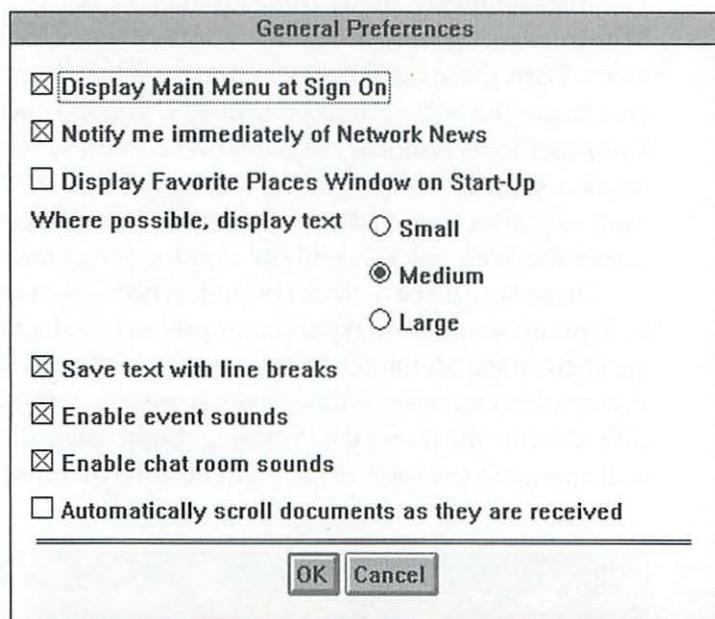 General Preferences
Display Main Menu at Sign On
Notify me immediately of Network News
Display Favorite Places Window on Start-Up
Where possible, display text
Small
Medium
Large
Save text with line breaks
Enable event sounds
Enable chat room sounds
Automatically scroll documents as they are received
OK Cancel